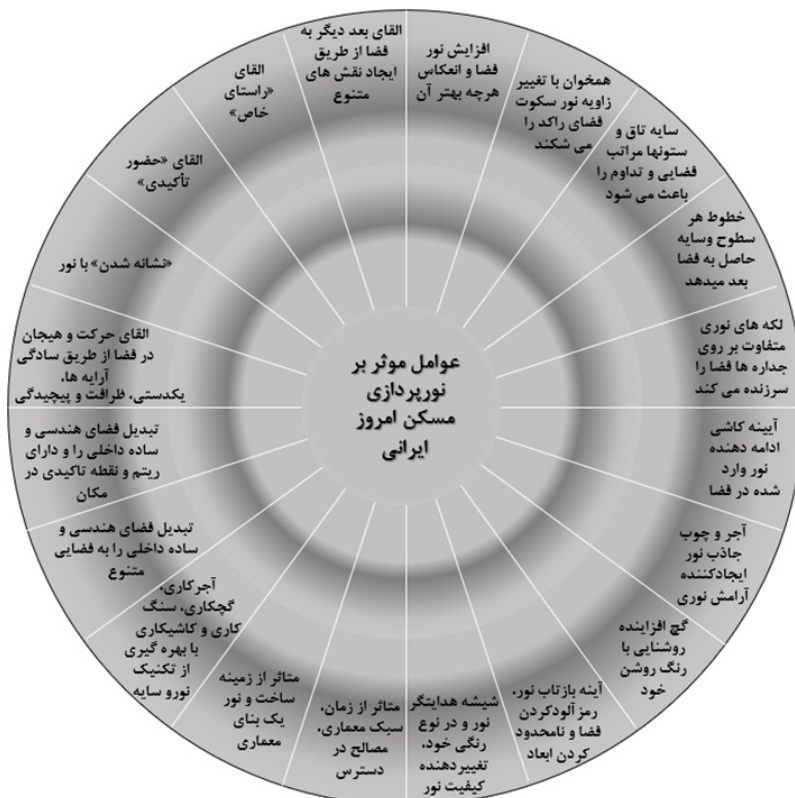 عوامل موثر بر
نورپردازی
مسکن امروز
ایرانی
افزایش نور
فضا و انعکاس
هرچه بهتر آن
همخوان با تغییر
زاویه نور سکوت
فضای راکد را
می شکند
سایه تاق و
ستونها مراتب
فضایی و تداوم را
باعث می شود
خطوط هر
سطوح وسایه
حاصل به فضا
بعد میدهد
لکه های نوری
متفاوت بر روی
جداره ها فضا را
سرزنده می کند
آیینه کاشی
ادامه دهنده
نور وارد
شده در فضا
آجر و چوب
جاذب نور
ایجادکننده
آرامش نوری
گچ افزاینده
روشنایی با
رنگ روشن
خود
آینه بازتاب نور،
رمزآلودکردن
فضا و نامحدود
کردن ابعاد
شیشه هدایتگر
نور و در نوع
رنگی خود،
تغییردهنده
کیفیت نور
متاثر از زمان،
سبک معماری،
مصالح در
دسترس
متاثر از زمینه
ساخت و نور
یک بنای
معماری
آجرکاری،
گچکاری، سنگ
کاری و کاشیکاری
با بهره گیری
از تکنیک
نورو سایه
تبدیل فضای هندسی و
ساده داخلی را به فضایی
متنوع
تبدیل فضای هندسی و
ساده داخلی را و دارای
ریتم و نقطه تاکیدی در
مکان
القای حرکت و هیجان
در فضا از طریق سادگی
آرایه ها،
یکدستی، ظرافت و پیچیدگی
«نشانه شدن» با نور
القای «حضور
تأکیدی»
القای
«راستای
خاص»
القای بعد دیگر به
فضا از طریق
ایجاد نقش های
متنوع